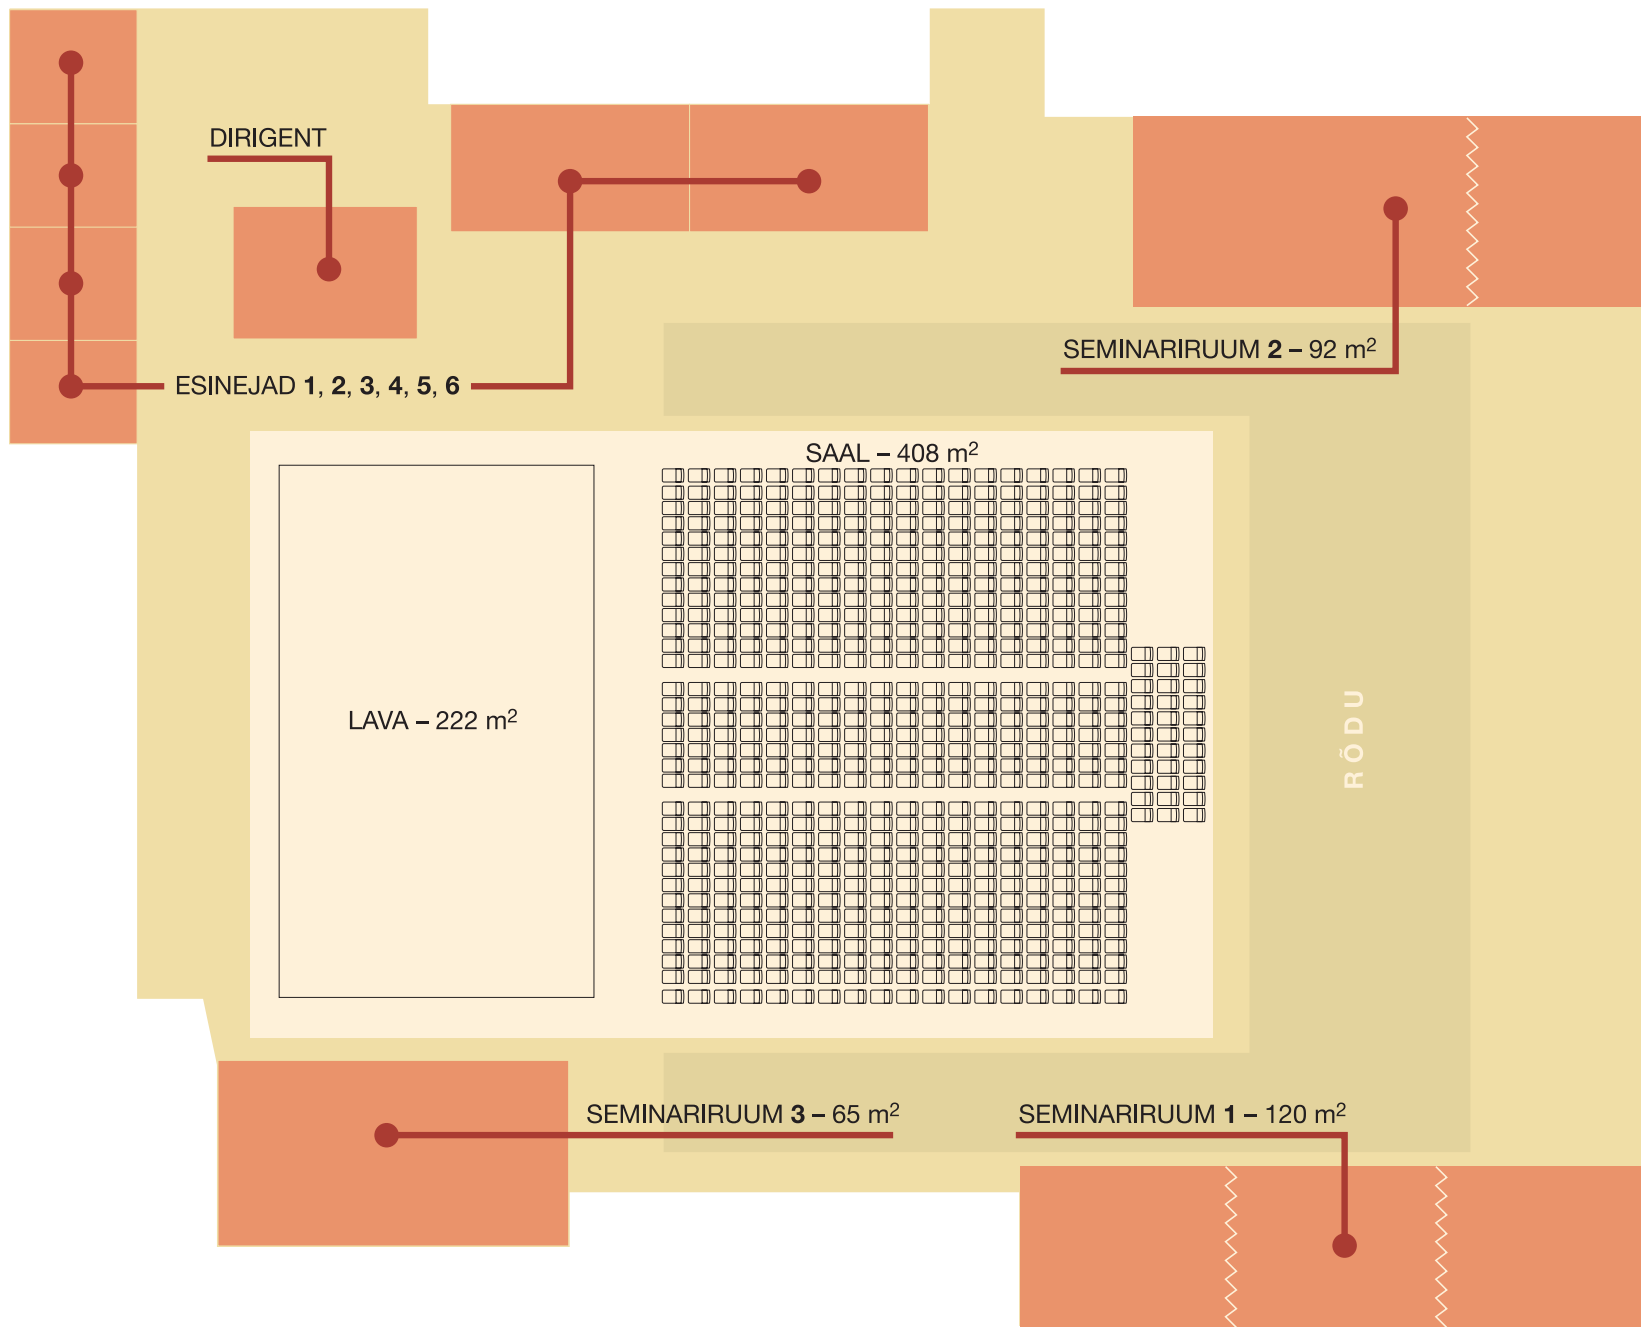 DIRIGENT
SEMINARIRUUM 2 – 92 m²
ESINEJAD 1, 2, 3, 4, 5, 6
SAAL – 408 m²
LAVA – 222 m²
RÕDU
SEMINARIRUUM 3 – 65 m²
SEMINARIRUUM 1 – 120 m²